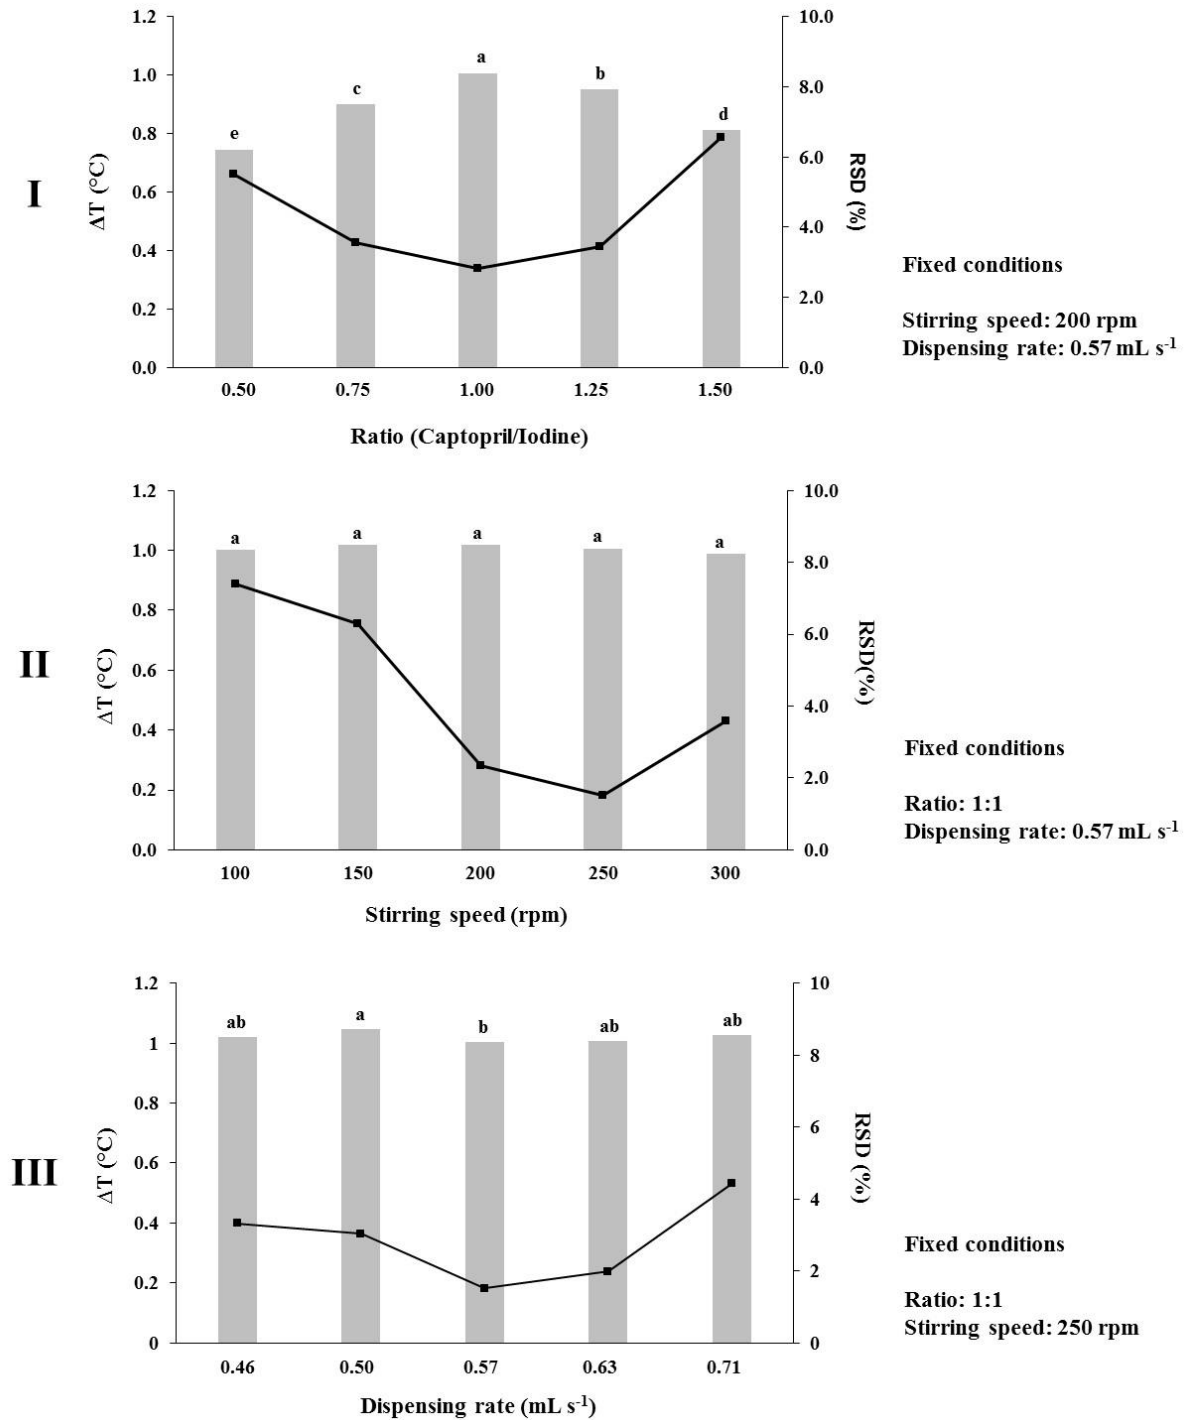 I
ΔT (°C)
1.2
1.0
0.8
0.6
0.4
0.2
0.0
e
c
a
b
d
10.0
8.0
6.0
4.0
2.0
0.0
RSD (%)
0.50 0.75 1.00 1.25 1.50
Ratio (Captopril/Iodine)
Fixed conditions
Stirring speed: 200 rpm
Dispensing rate: 0.57 mL s⁻¹
II
ΔT (°C)
1.2
1.0
0.8
0.6
0.4
0.2
0.0
a a a a a
10.0
8.0
6.0
4.0
2.0
0.0
RSD(%)
100 150 200 250 300
Stirring speed (rpm)
Fixed conditions
Ratio: 1:1
Dispensing rate: 0.57 mL s⁻¹
III
ΔT (°C)
1.2
1
0.8
0.6
0.4
0.2
0
ab a b ab ab
10
8
6
4
2
0
RSD (%)
0.46 0.50 0.57 0.63 0.71
Dispensing rate (mL s⁻¹)
Fixed conditions
Ratio: 1:1
Stirring speed: 250 rpm